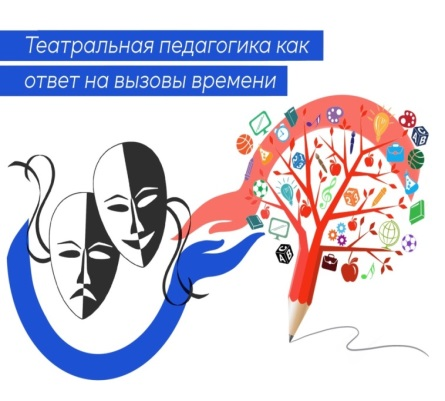 Театральная педагогика как
ответ на вызовы времени